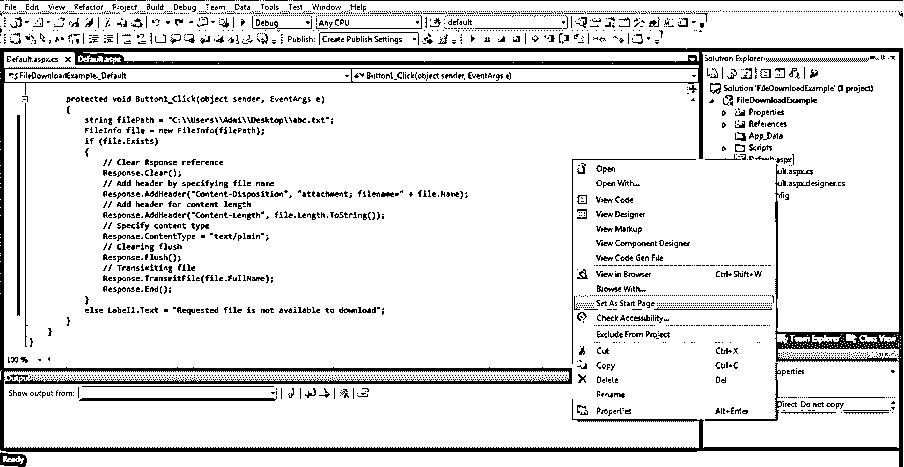 File Edit View Refactor Project Build Debug Team Data Tools Test Window Help
Debug Any CPU default
Publish: Create Publish Settings
Default.aspx.cs Default.aspx
FileDownloadExample_Default Button1_Click(object sender, EventArgs e)
protected void Button1_Click(object sender, EventArgs e)
{
string filePath = "C:\\Users\\Admi\\Desktop\\abc.txt";
FileInfo file = new FileInfo(filePath);
if (file.Exists)
{
// Clear Rsponse reference
Response.Clear();
// Add header by specifying file name
Response.AddHeader("Content-Disposition", "attachment; filename=" + file.Name);
// Add header for content length
Response.AddHeader("Content-Length", file.Length.ToString());
// Specify content type
Response.ContentType = "text/plain";
// Clearing flush
Response.Flush();
// Transimiting file
Response.TransmitFile(file.FullName);
Response.End();
}
else Label1.Text = "Requested file is not available to download";
}
}
}
100 %
Output
Show output from:
Ready
Solution Explorer
Solution 'FileDownloadExample' (1 project)
FileDownloadExample
Properties
References
App_Data
Scripts
Default.aspx
ult.aspx.cs
ult.aspx.designer.cs
nfig
Open
Open With...
View Code
View Designer
View Markup
View Component Designer
View Code Gen File
View in Browser Ctrl+Shift+W
Browse With...
Set As Start Page
Check Accessibility...
Exclude From Project
Cut Ctrl+X
Copy Ctrl+C
Delete Del
Rename
Properties Alt+Enter
Team Explorer Class View
operties
Direct Do not copy